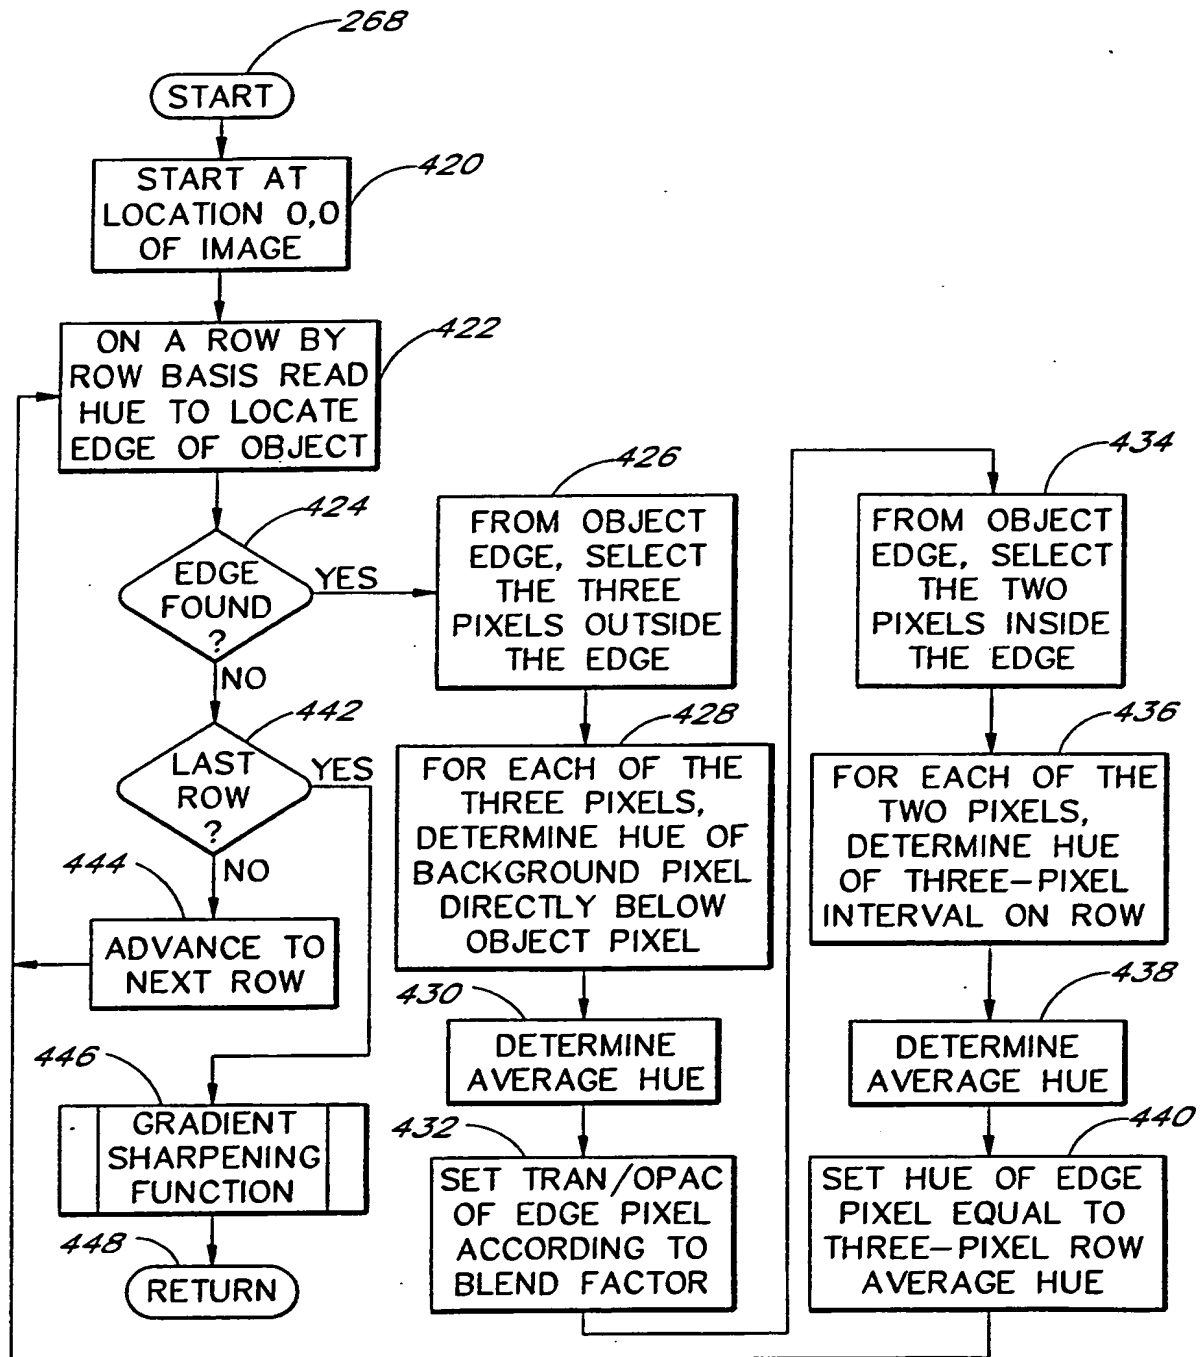 268
START
420
START AT
LOCATION 0,0
OF IMAGE
422
ON A ROW BY
ROW BASIS READ
HUE TO LOCATE
EDGE OF OBJECT
424
EDGE
FOUND
?
YES
NO
442
LAST
ROW
?
YES
NO
444
ADVANCE TO
NEXT ROW
446
GRADIENT
SHARPENING
FUNCTION
448
RETURN
426
FROM OBJECT
EDGE, SELECT
THE THREE
PIXELS OUTSIDE
THE EDGE
428
FOR EACH OF THE
THREE PIXELS,
DETERMINE HUE OF
BACKGROUND PIXEL
DIRECTLY BELOW
OBJECT PIXEL
430
DETERMINE
AVERAGE HUE
432
SET TRAN/OPAC
OF EDGE PIXEL
ACCORDING TO
BLEND FACTOR
434
FROM OBJECT
EDGE, SELECT
THE TWO
PIXELS INSIDE
THE EDGE
436
FOR EACH OF THE
TWO PIXELS,
DETERMINE HUE
OF THREE-PIXEL
INTERVAL ON ROW
438
DETERMINE
AVERAGE HUE
440
SET HUE OF EDGE
PIXEL EQUAL TO
THREE-PIXEL ROW
AVERAGE HUE